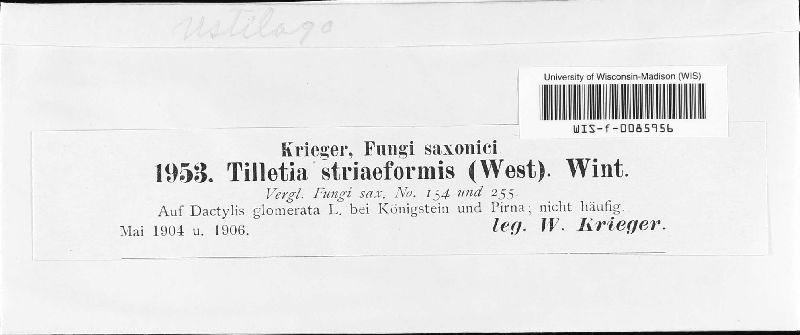 Ustilago
University of Wisconsin-Madison (WIS)
WIS-f-0085956
Krieger, Fungi saxonici
1953. Tilletia striaeformis (West). Wint.
Vergl. Fungi sax. No. 154 und 255.
Auf Dactylis glomerata L. bei Königstein und Pirna; nicht häufig.
Mai 1904 u. 1906. leg. W. Krieger.